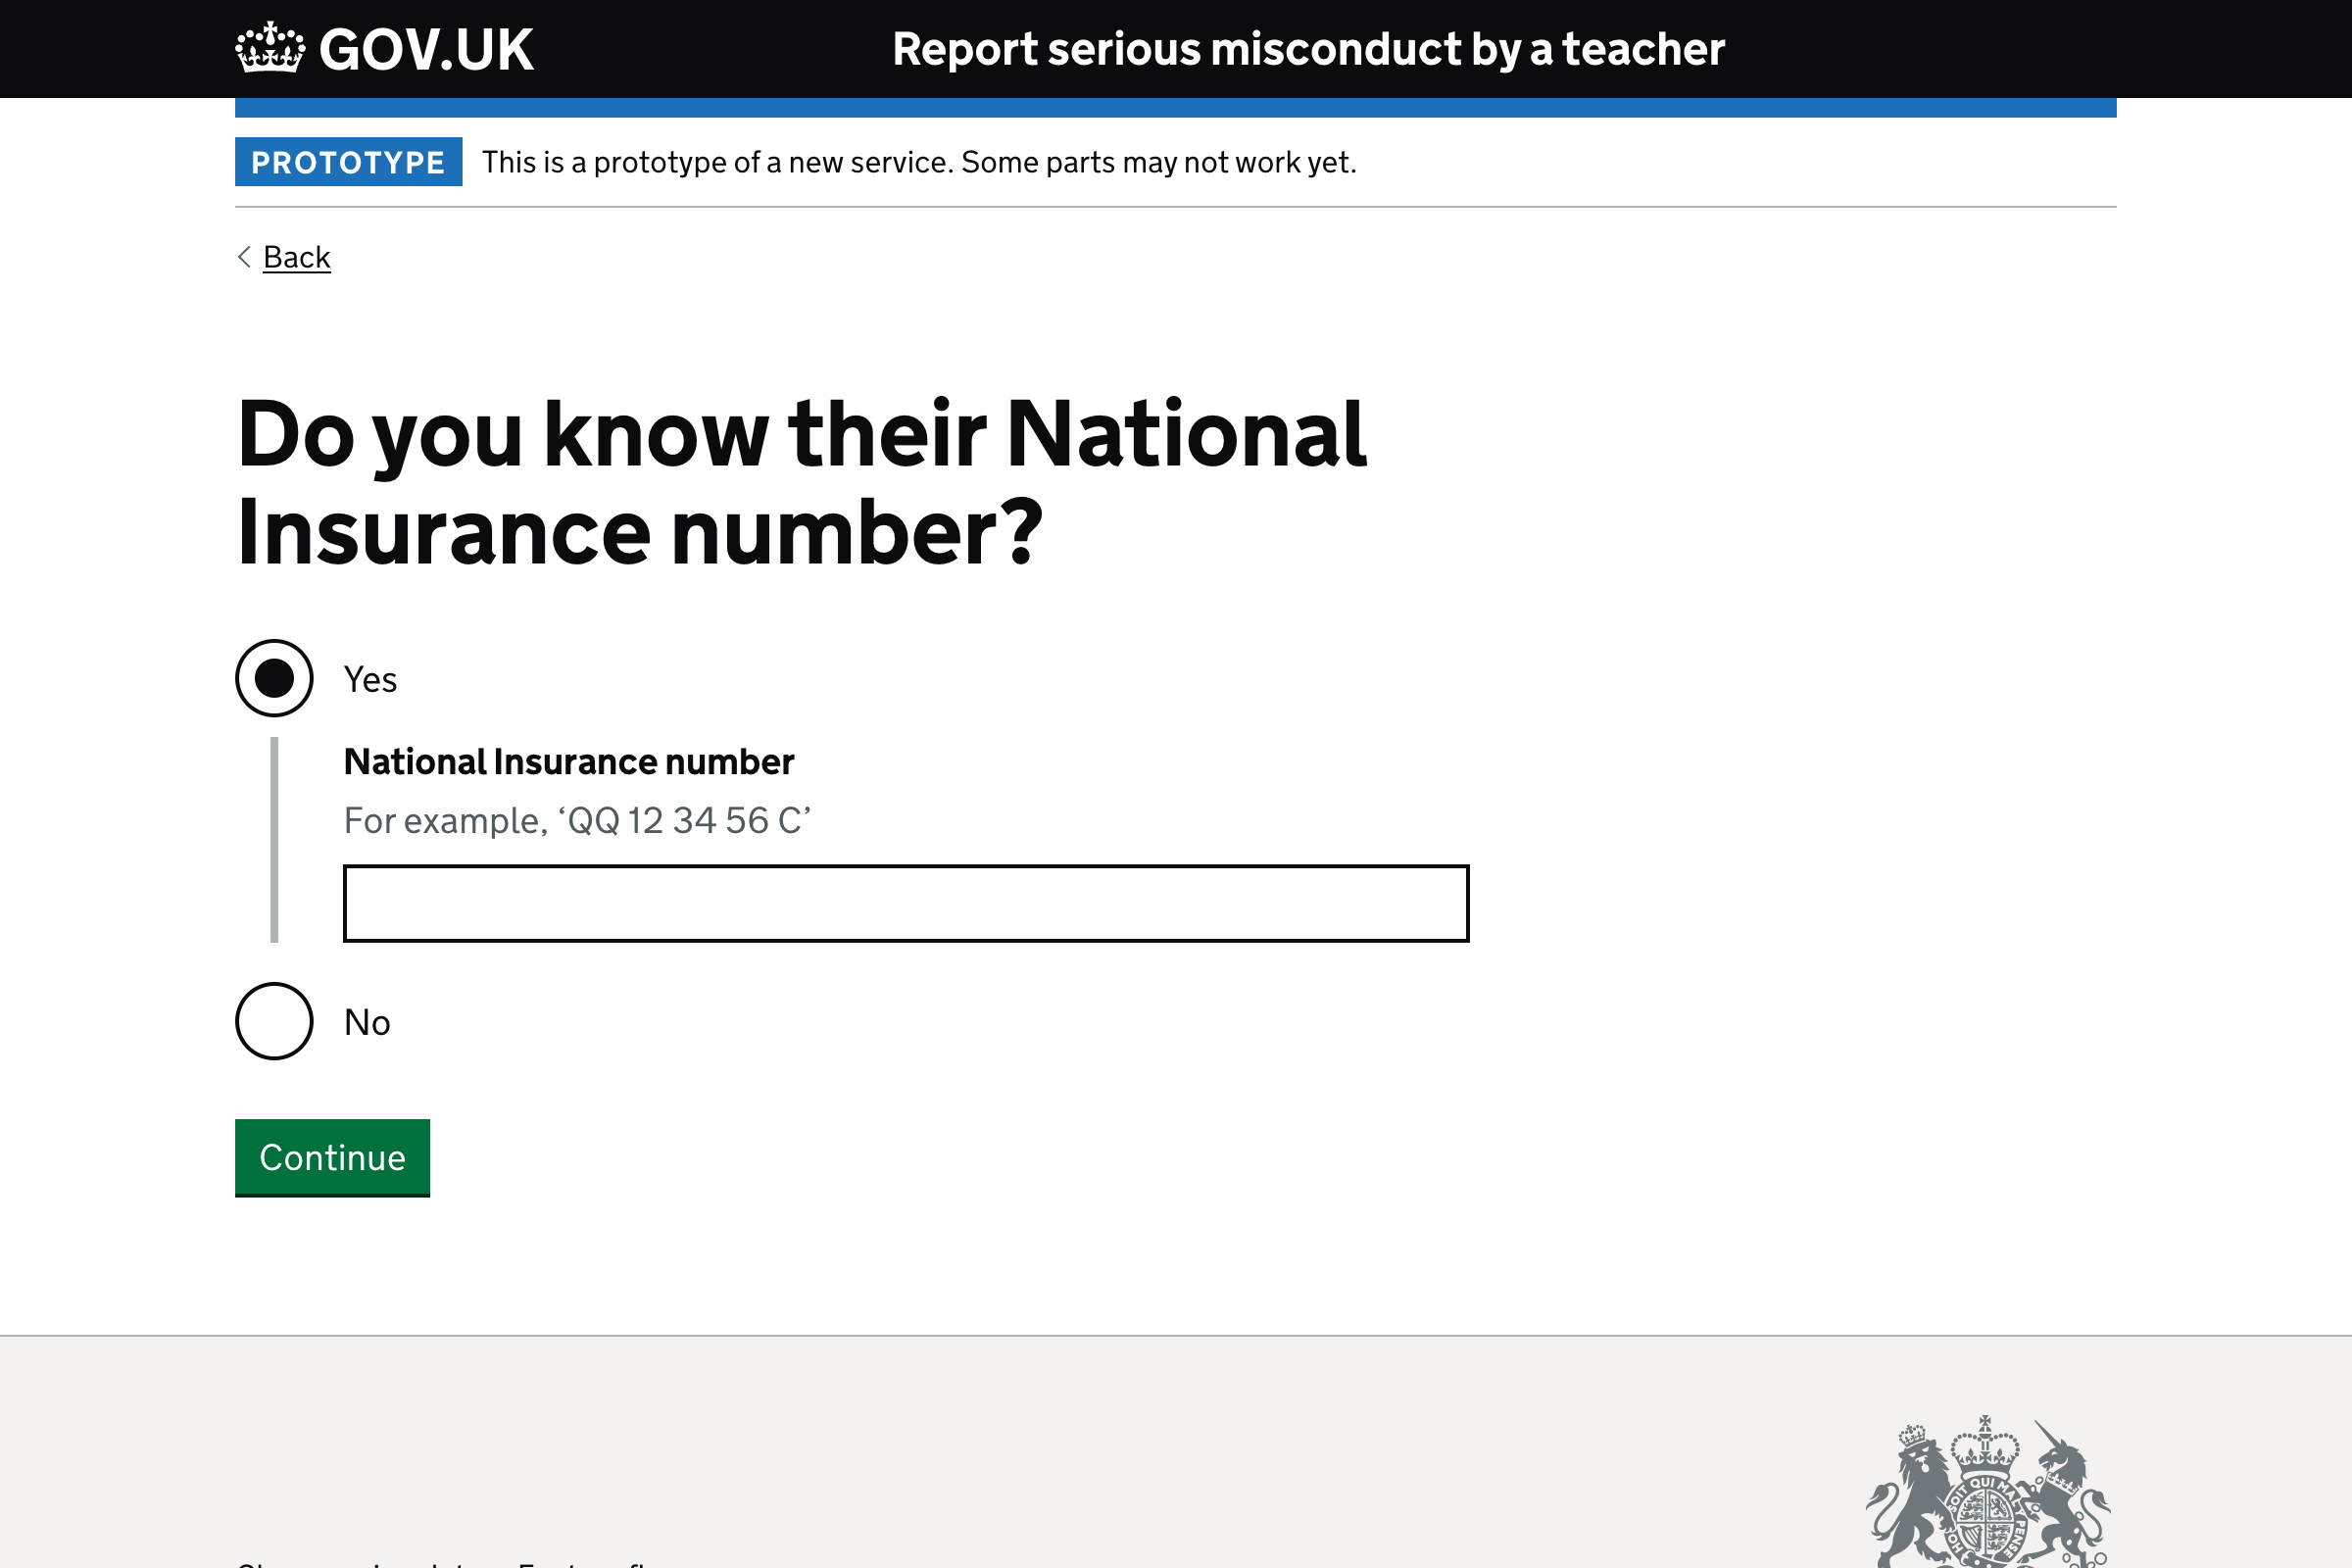 GOV.UK
Report serious misconduct by a teacher
PROTOTYPE
This is a prototype of a new service. Some parts may not work yet.
Back
Do you know their National
Insurance number?
Yes
National Insurance number
For example, ‘QQ 12 34 56 C’
No
Continue